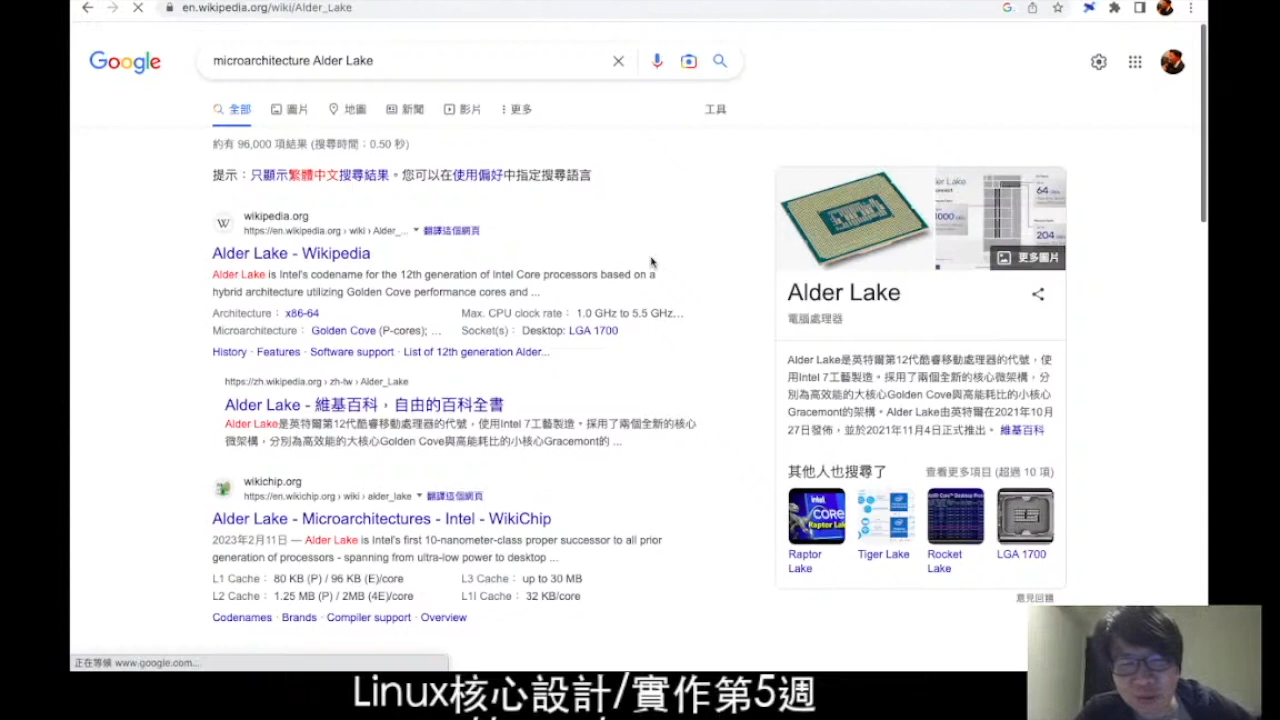 en.wikipedia.org/wiki/Alder_Lake
Google
microarchitecture Alder Lake
全部 圖片 地圖 新聞 影片 更多 工具
約有 96,000 項結果 (搜尋時間：0.50 秒)
提示：只顯示繁體中文搜尋結果。您可以在使用偏好中指定搜尋語言
W
wikipedia.org
https://en.wikipedia.org › wiki › Alder_... 翻譯這個網頁
Alder Lake - Wikipedia
Alder Lake is Intel's codename for the 12th generation of Intel Core processors based on a
hybrid architecture utilizing Golden Cove performance cores and ...
Architecture： x86-64 Max. CPU clock rate： 1.0 GHz to 5.5 GHz...
Microarchitecture： Golden Cove (P-cores); ... Socket(s)： Desktop: LGA 1700
History · Features · Software support · List of 12th generation Alder...
https://zh.wikipedia.org › zh-tw › Alder_Lake
Alder Lake - 維基百科，自由的百科全書
Alder Lake是英特爾第12代酷睿移動處理器的代號，使用Intel 7工藝製造。採用了兩個全新的核心
微架構，分別為高效能的大核心Golden Cove與高能耗比的小核心Gracemont的 ...
wikichip.org
https://en.wikichip.org › wiki › alder_lake 翻譯這個網頁
Alder Lake - Microarchitectures - Intel - WikiChip
2023年2月11日 — Alder Lake is Intel's first 10-nanometer-class proper successor to all prior
generation of processors - spanning from ultra-low power to desktop ...
L1 Cache： 80 KB (P) / 96 KB (E)/core L3 Cache： up to 30 MB
L2 Cache： 1.25 MB (P) / 2MB (4E)/core L1I Cache： 32 KB/core
Codenames · Brands · Compiler support · Overview
64
204
更多圖片
Alder Lake
電腦處理器
Alder Lake是英特爾第12代酷睿移動處理器的代號，使
用Intel 7工藝製造。採用了兩個全新的核心微架構，分
別為高效能的大核心Golden Cove與高能耗比的小核心
Gracemont的架構。Alder Lake由英特爾在2021年10月
27日發佈，並於2021年11月4日正式推出。 維基百科
其他人也搜尋了 查看更多項目 (超過 10 項)
intel
CORE
Raptor Lake
Raptor
Lake
Tiger Lake
Rocket
Lake
LGA 1700
意見回饋
正在等候 www.google.com...
Linux核心設計/實作第5週